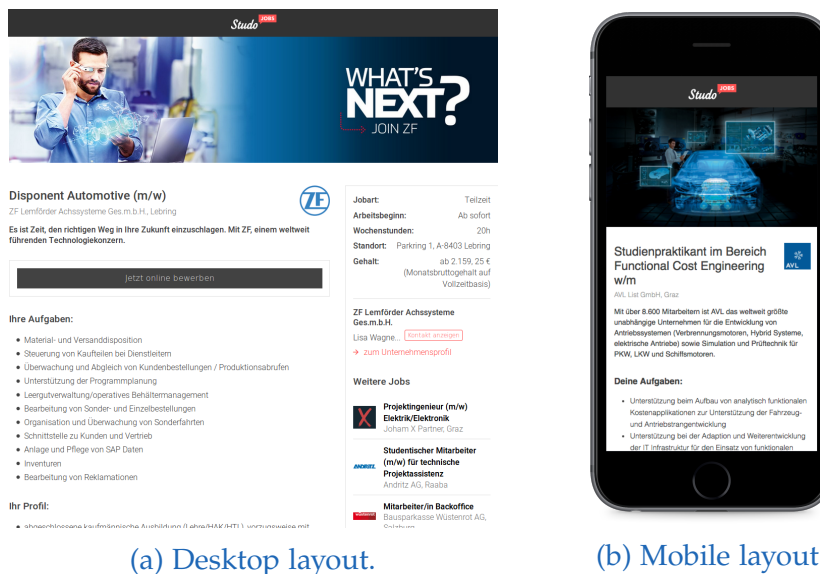 Studo JOBS
WHAT'S
NEXT?
JOIN ZF
Disponent Automotive (m/w)
ZF Lemförder Achssysteme Ges.m.b.H., Lebring
ZF
Es ist Zeit, den richtigen Weg in Ihre Zukunft einzuschlagen. Mit ZF, einem weltweit
führenden Technologiekonzern.
Jetzt online bewerben
Ihre Aufgaben:
• Material- und Versanddisposition
• Steuerung von Kaufteilen bei Dienstleitern
• Überwachung und Abgleich von Kundenbestellungen / Produktionsabrufen
• Unterstützung der Programmplanung
• Leergutverwaltung/operatives Behältermanagement
• Bearbeitung von Sonder- und Einzelbestellungen
• Organisation und Überwachung von Sonderfahrten
• Schnittstelle zu Kunden und Vertrieb
• Anlage und Pflege von SAP Daten
• Inventuren
• Bearbeitung von Reklamationen
Ihr Profil:
• abgeschlossene kaufmännische Ausbildung (Lehre/HAK/HTL), vorzugsweise mit
Jobart: Teilzeit
Arbeitsbeginn: Ab sofort
Wochenstunden: 20h
Standort: Parkring 1, A-8403 Lebring
Gehalt: ab 2.159, 25 €
(Monatsbruttogehalt auf
Vollzeitbasis)
ZF Lemförder Achssysteme
Ges.m.b.H.
Lisa Wagne... Kontakt anzeigen
→ zum Unternehmensprofil
Weitere Jobs
Projektingenieur (m/w)
Elektrik/Elektronik
Joham X Partner, Graz
ANDRITZ
Studentischer Mitarbeiter
(m/w) für technische
Projektassistenz
Andritz AG, Raaba
Mitarbeiter/in Backoffice
Bausparkasse Wüstenrot AG,
Salzburg
(a) Desktop layout.
Studo JOBS
Studienpraktikant im Bereich
Functional Cost Engineering
w/m
AVL
AVL List GmbH, Graz
Mit über 8.600 Mitarbeitern ist AVL das weltweit größte
unabhängige Unternehmen für die Entwicklung von
Antriebssystemen (Verbrennungsmotoren, Hybrid Systeme,
elektrische Antriebe) sowie Simulation und Prüftechnik für
PKW, LKW und Schiffsmotoren.
Deine Aufgaben:
• Unterstützung beim Aufbau von analytisch funktionalen
Kostenapplikationen zur Unterstützung der Fahrzeug-
und Antriebstrangentwicklung
• Unterstützung bei der Adaption und Weiterentwicklung
der IT Infrastruktur für den Einsatz von funktionalen
(b) Mobile layout